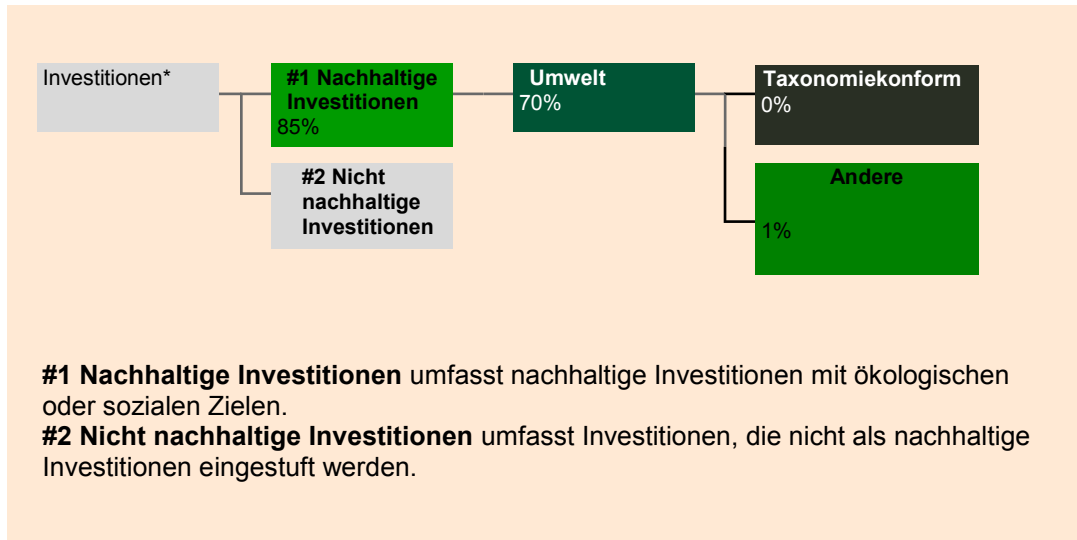 Investitionen*
#1 Nachhaltige
Investitionen
85%
#2 Nicht
nachhaltige
Investitionen
Umwelt
70%
Taxonomiekonform
0%
Andere
1%
#1 Nachhaltige Investitionen umfasst nachhaltige Investitionen mit ökologischen
oder sozialen Zielen.
#2 Nicht nachhaltige Investitionen umfasst Investitionen, die nicht als nachhaltige
Investitionen eingestuft werden.